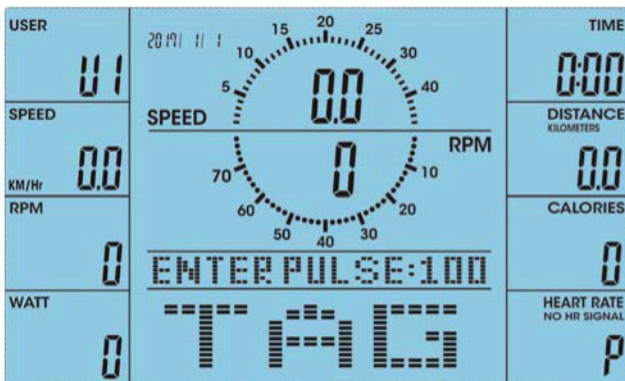 USER
U1
SPEED
0.0
KM/Hr
RPM
0
WATT
0
2017/ 1/ 1
5
10
15
20
25
30
40
SPEED
0.0
RPM
0
70
60
50
40
30
20
10
ENTER PULSE:100
TAG
TIME
0:00
DISTANCE
KILOMETERS
0.0
CALORIES
0
HEART RATE
NO HR SIGNAL
P